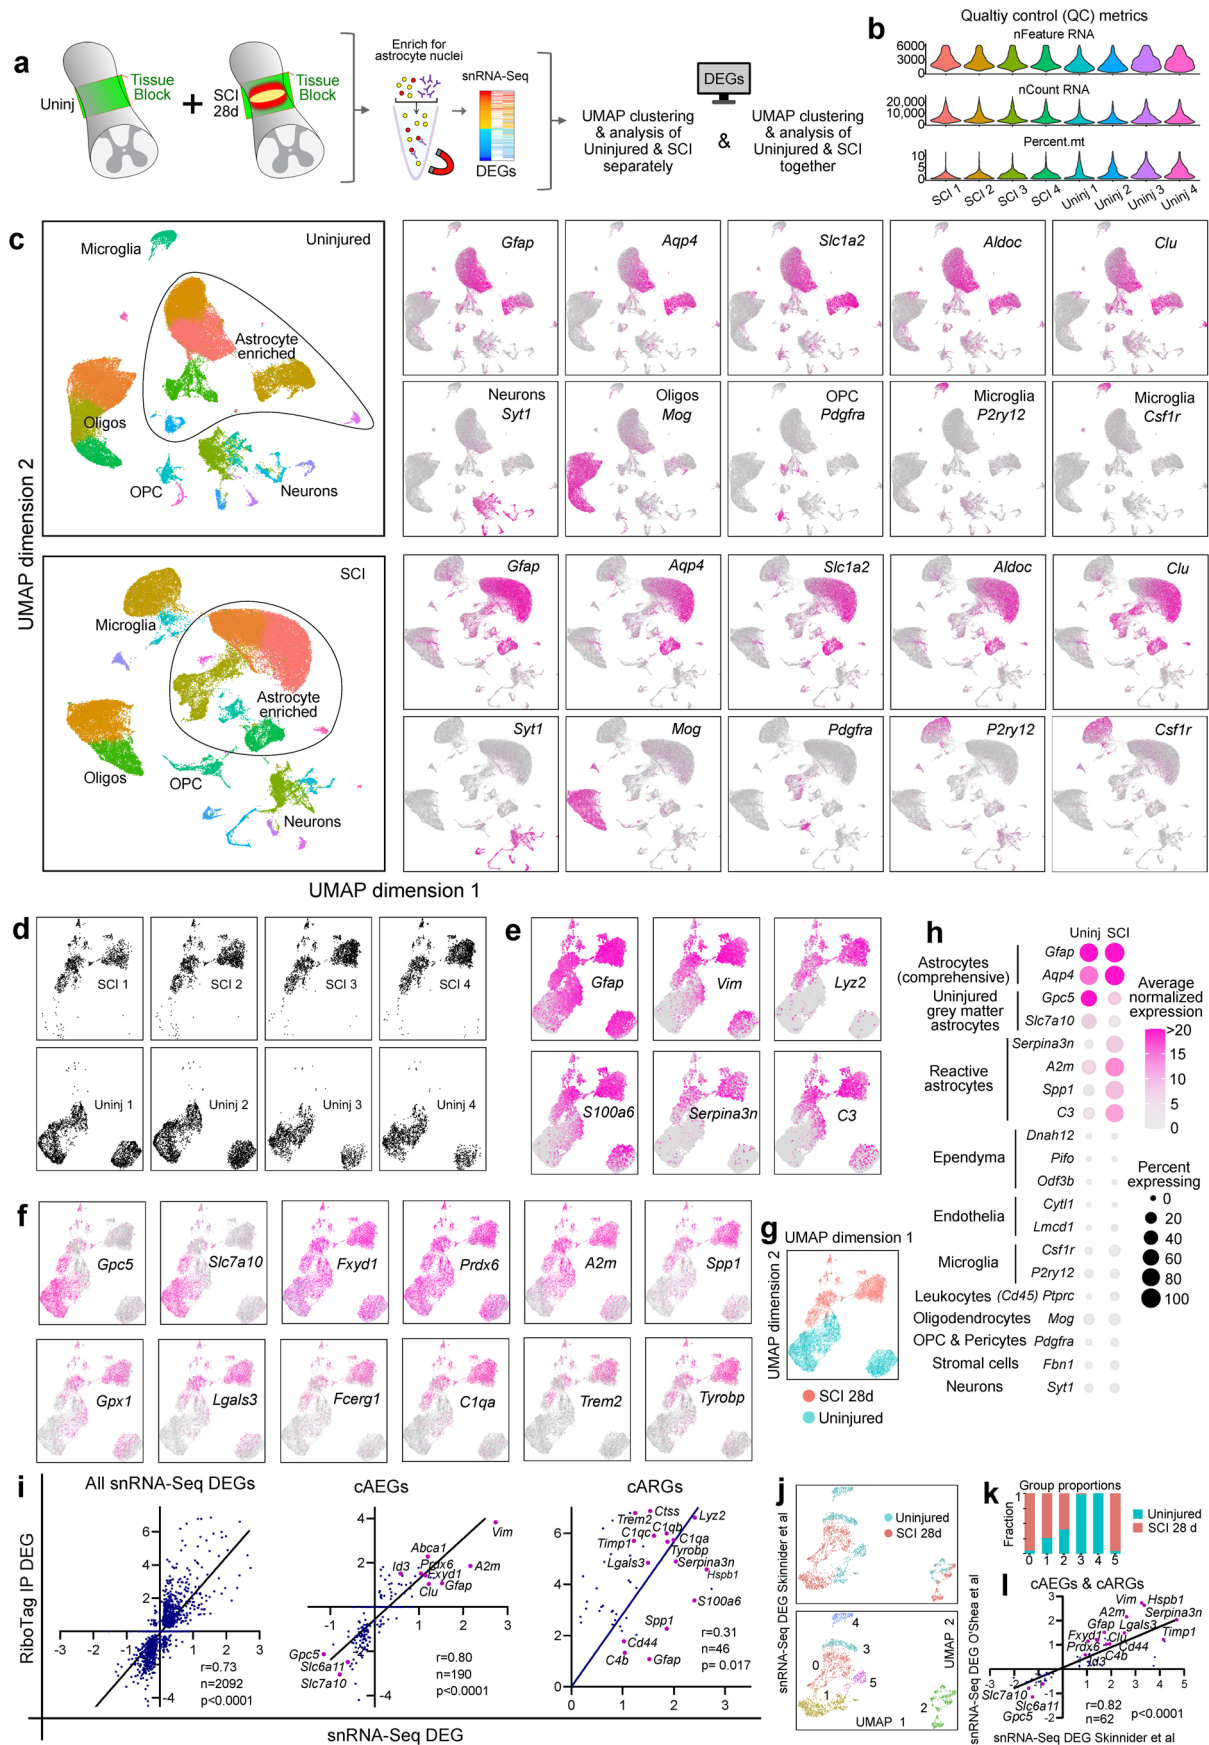 a
Uninj
Tissue
Block
+
SCI
28d
Tissue
Block
Enrich for
astrocyte nuclei
snRNA-Seq
DEGs
DEGs
UMAP clustering
& analysis of
Uninjured & SCI
separately
&
UMAP clustering
& analysis of
Uninjured & SCI
together
b
Qualtiy control (QC) metrics
nFeature RNA
6000
3000
0
nCount RNA
20,000
10,000
0
Percent.mt
10
5
0
SCI 1
SCI 2
SCI 3
SCI 4
Uninj 1
Uninj 2
Uninj 3
Uninj 4
c
UMAP dimension 2
Uninjured
Microglia
Astrocyte
enriched
Oligos
OPC
Neurons
Gfap
Aqp4
Slc1a2
Aldoc
Clu
Neurons
Syt1
Oligos
Mog
OPC
Pdgfra
Microglia
P2ry12
Microglia
Csf1r
SCI
Microglia
Astrocyte
enriched
Oligos
OPC
Neurons
Gfap
Aqp4
Slc1a2
Aldoc
Clu
Syt1
Mog
Pdgfra
P2ry12
Csf1r
UMAP dimension 1
d
SCI 1
SCI 2
SCI 3
SCI 4
Uninj 1
Uninj 2
Uninj 3
Uninj 4
e
Gfap
Vim
Lyz2
S100a6
Serpina3n
C3
f
Gpc5
Slc7a10
Fxyd1
Prdx6
A2m
Spp1
Gpx1
Lgals3
Fcerg1
C1qa
Trem2
Tyrobp
g
UMAP dimension 1
UMAP dimension 2
SCI 28d
Uninjured
h
Uninj SCI
Astrocytes
(comprehensive)
Gfap
Aqp4
Uninjured
grey matter
astrocytes
Gpc5
Slc7a10
Reactive
astrocytes
Serpina3n
A2m
Spp1
C3
Ependyma
Dnah12
Pifo
Odf3b
Endothelia
Cytl1
Lmcd1
Microglia
Csf1r
P2ry12
Leukocytes (Cd45) Ptprc
Oligodendrocytes Mog
OPC & Pericytes Pdgfra
Stromal cells Fbn1
Neurons Syt1
Average
normalized
expression
>20
15
10
5
0
Percent
expressing
0
20
40
60
80
100
i
RiboTag IP DEG
All snRNA-Seq DEGs
6
4
2
-4
-3 -2 -1 1 2 3
r=0.73
n=2092
p<0.0001
cAEGs
4
2
-4
-1 1 2 3
Vim
Abca1
Id3
Prdx6
Fxyd1
A2m
Clu
Gfap
Gpc5
Slc6a11
Slc7a10
r=0.80
n=190
p<0.0001
cARGs
6
4
2
0
0 1 2 3
Ctss
Trem2
Lyz2
C1qc
C1qb
C1qa
Timp1
Tyrobp
Lgals3
Serpina3n
Hspb1
S100a6
Spp1
Cd44
C4b
Gfap
r=0.31
n=46
p= 0.017
snRNA-Seq DEG
j
snRNA-Seq DEG Skinnider et al
Uninjured
SCI 28d
4
3
0
5
1
2
UMAP 2
UMAP 1
k
Group proportions
Fraction
1
0
0 1 2 3 4 5
Uninjured
SCI 28 d
l
cAEGs & cARGs
snRNA-Seq DEG O'Shea et al
3
2
1
-1
-2
-3 -2 -1 1 2 3 4 5
Vim
Hspb1
A2m
Serpina3n
Gfap
Lgals3
Timp1
Fxyd1
Clu
Prdx6
Cd44
C4b
Id3
Slc7a10
Slc6a11
Gpc5
r=0.82
n=62
p<0.0001
snRNA-Seq DEG Skinnider et al